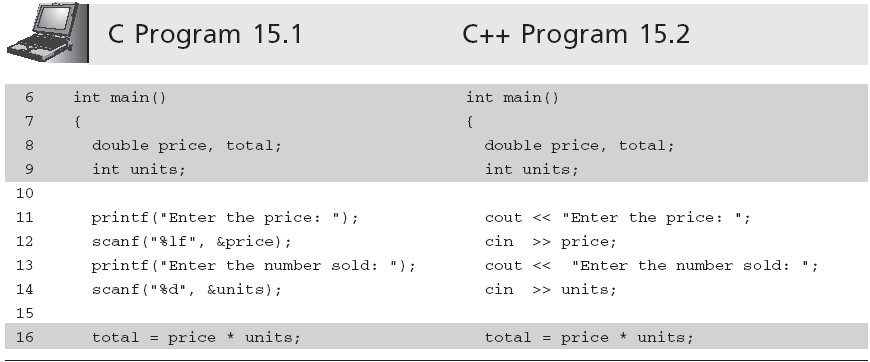 C Program 15.1 C++ Program 15.2
6 int main() int main()
7 { {
8 double price, total; double price, total;
9 int units; int units;
10
11 printf("Enter the price: "); cout << "Enter the price: ";
12 scanf("%lf", &price); cin >> price;
13 printf("Enter the number sold: "); cout << "Enter the number sold: ";
14 scanf("%d", &units); cin >> units;
15
16 total = price * units; total = price * units;